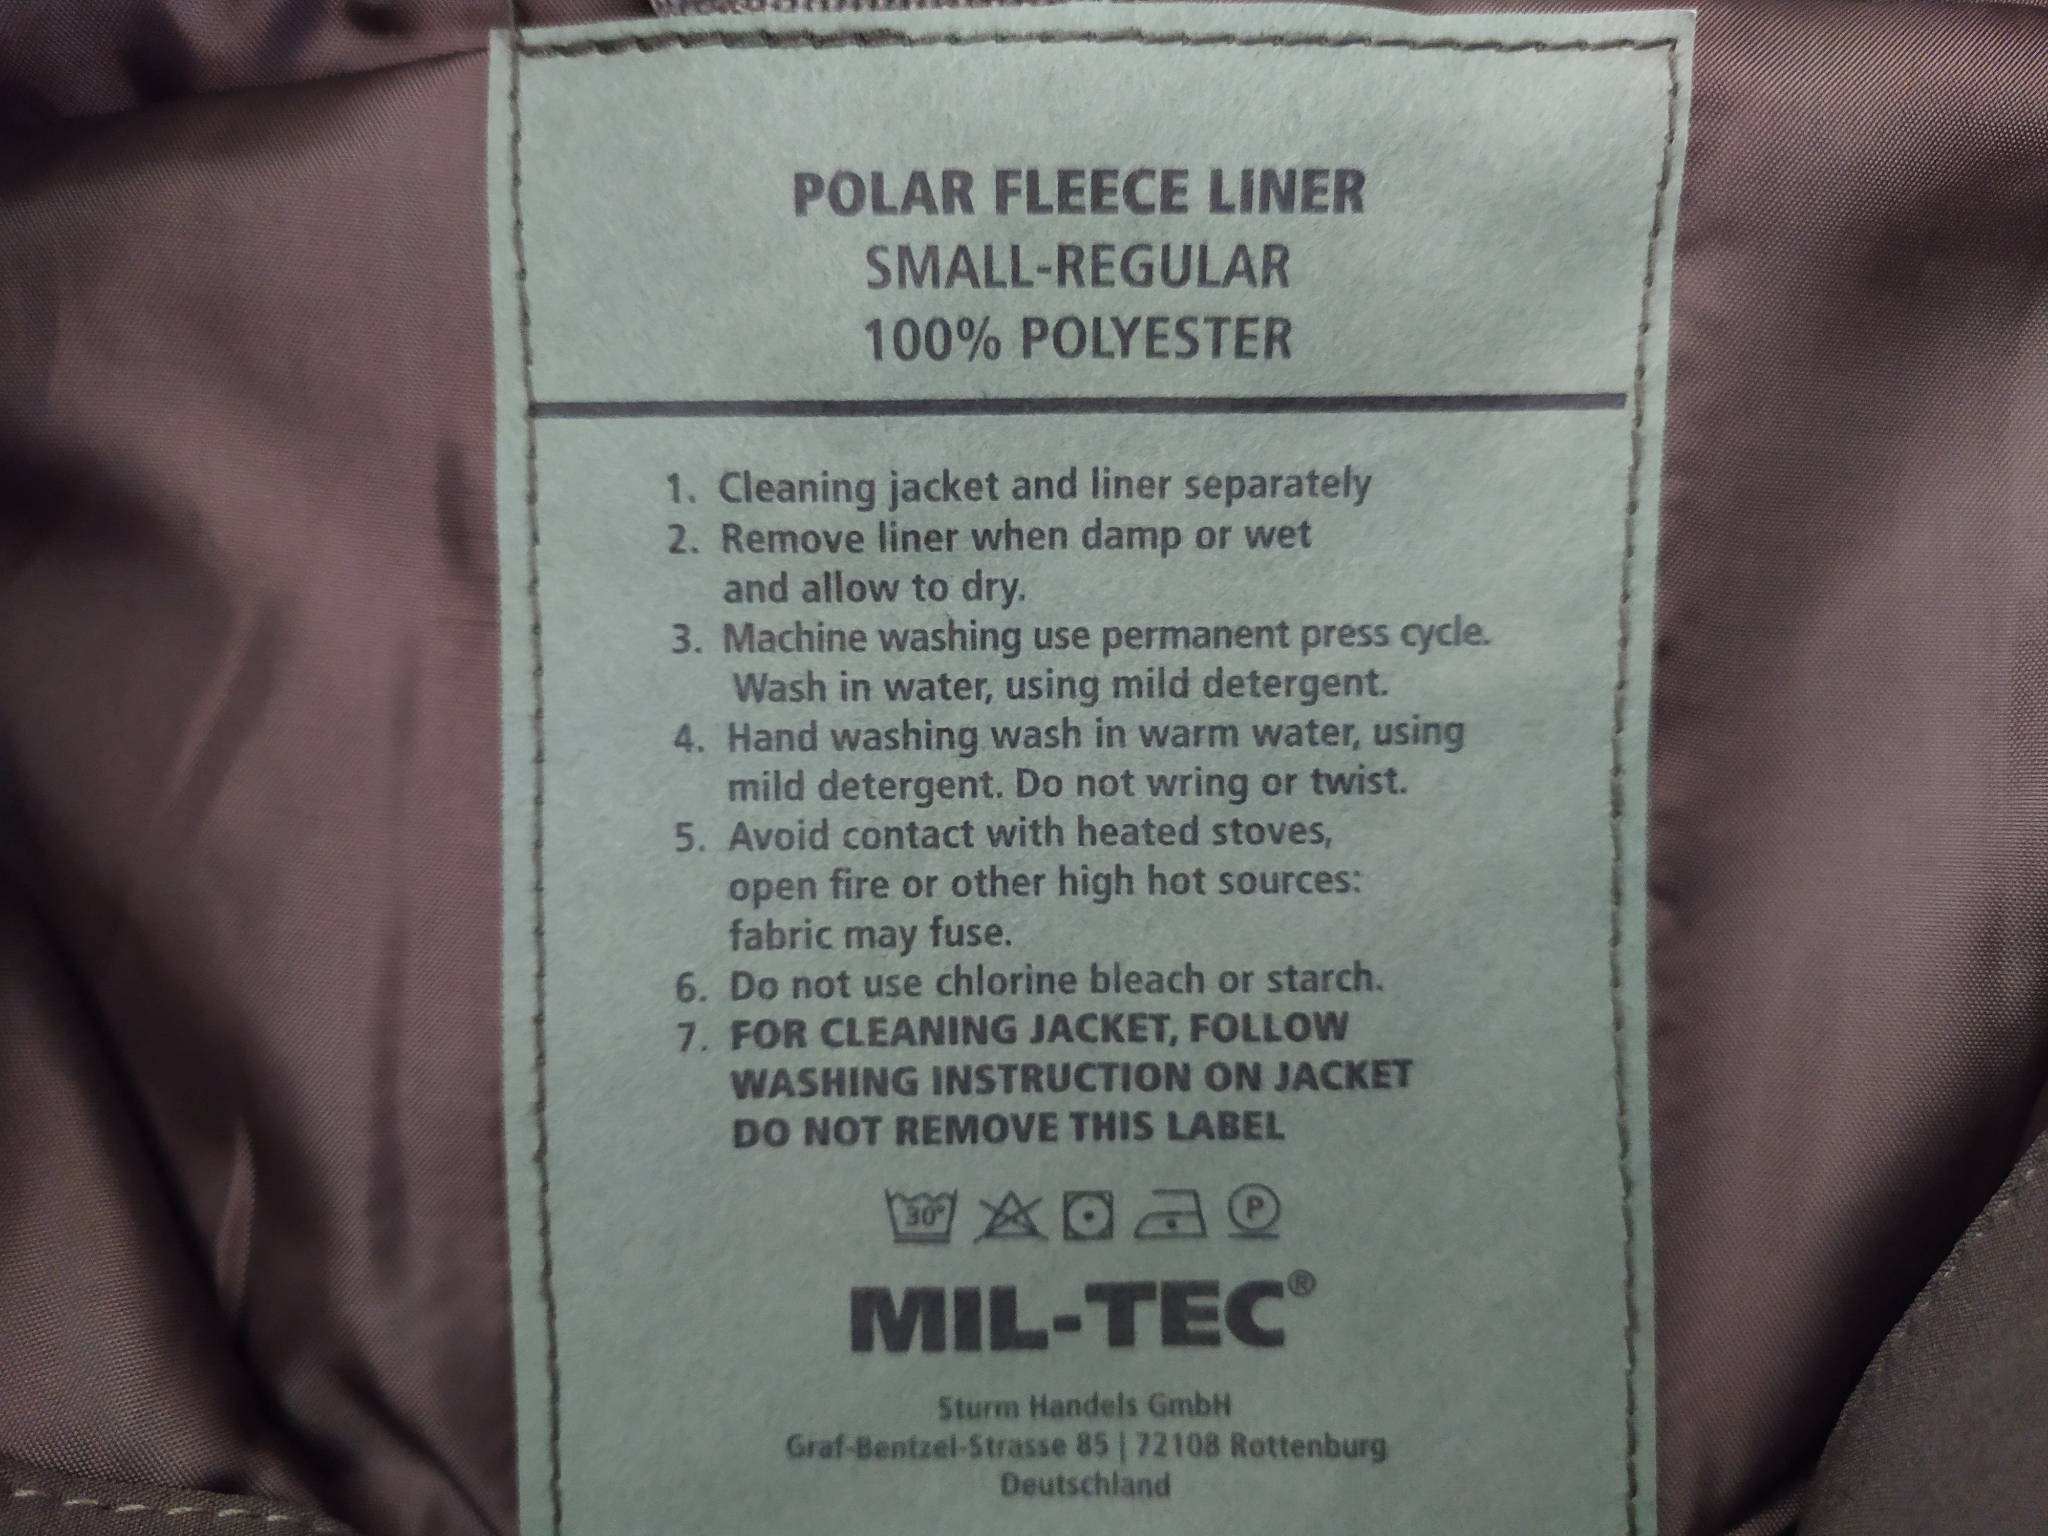 POLAR FLEECE LINER
SMALL-REGULAR
100% POLYESTER
1. Cleaning jacket and liner separately
2. Remove liner when damp or wet
and allow to dry.
3. Machine washing use permanent press cycle.
Wash in water, using mild detergent.
4. Hand washing wash in warm water, using
mild detergent. Do not wring or twist.
5. Avoid contact with heated stoves,
open fire or other high hot sources:
fabric may fuse.
6. Do not use chlorine bleach or starch.
7. FOR CLEANING JACKET, FOLLOW
WASHING INSTRUCTION ON JACKET
DO NOT REMOVE THIS LABEL
30° P
MIL-TEC®
Sturm Handels GmbH
Graf-Bentzel-Strasse 85 | 72108 Rottenburg
Deutschland